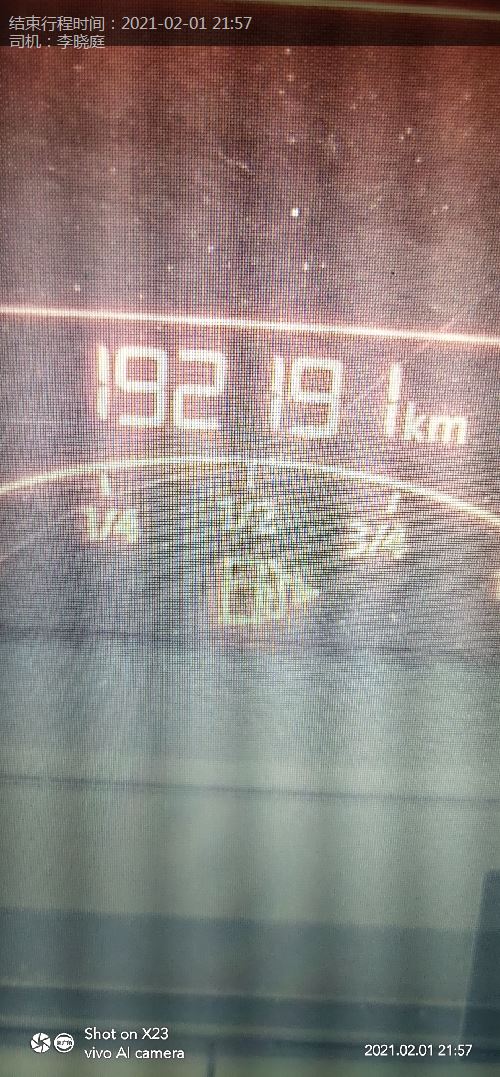 结束行程时间：2021-02-01 21:57
司机：李晓庭
192191km
1/4 1/2 3/4
Shot on X23
vivo AI camera
2021.02.01 21:57